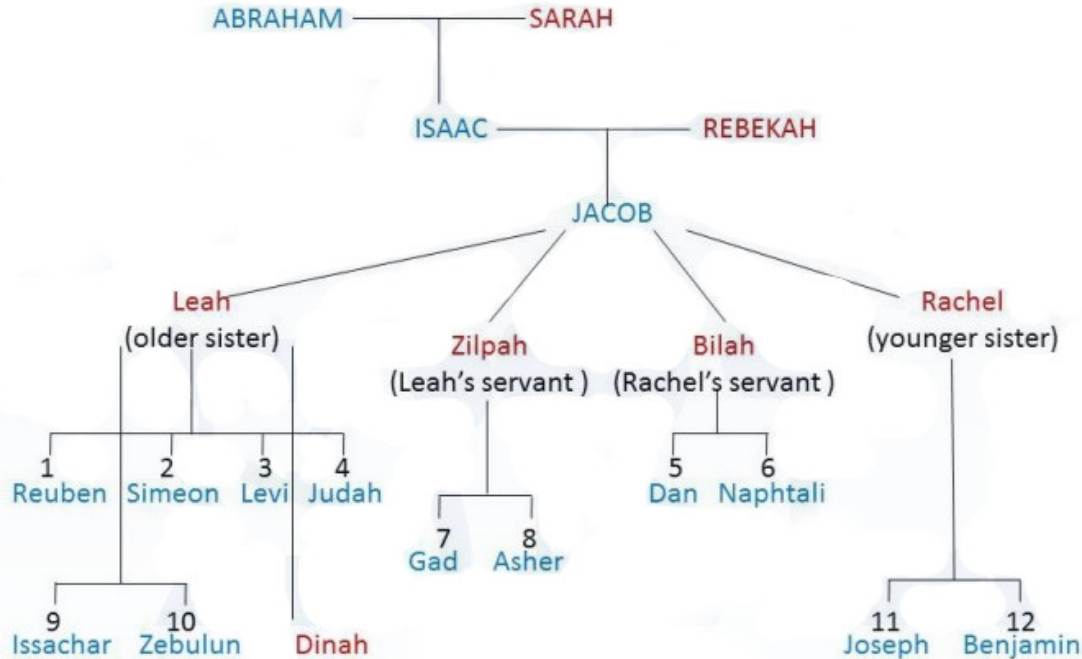 ABRAHAM SARAH
ISAAC REBEKAH
JACOB
Leah Rachel
(older sister) (younger sister)
Zilpah Bilah
(Leah's servant ) (Rachel's servant )
1 2 3 4 5 6
Reuben Simeon Levi Judah Dan Naphtali
7 8
Gad Asher
9 10 11 12
Issachar Zebulun Dinah Joseph Benjamin